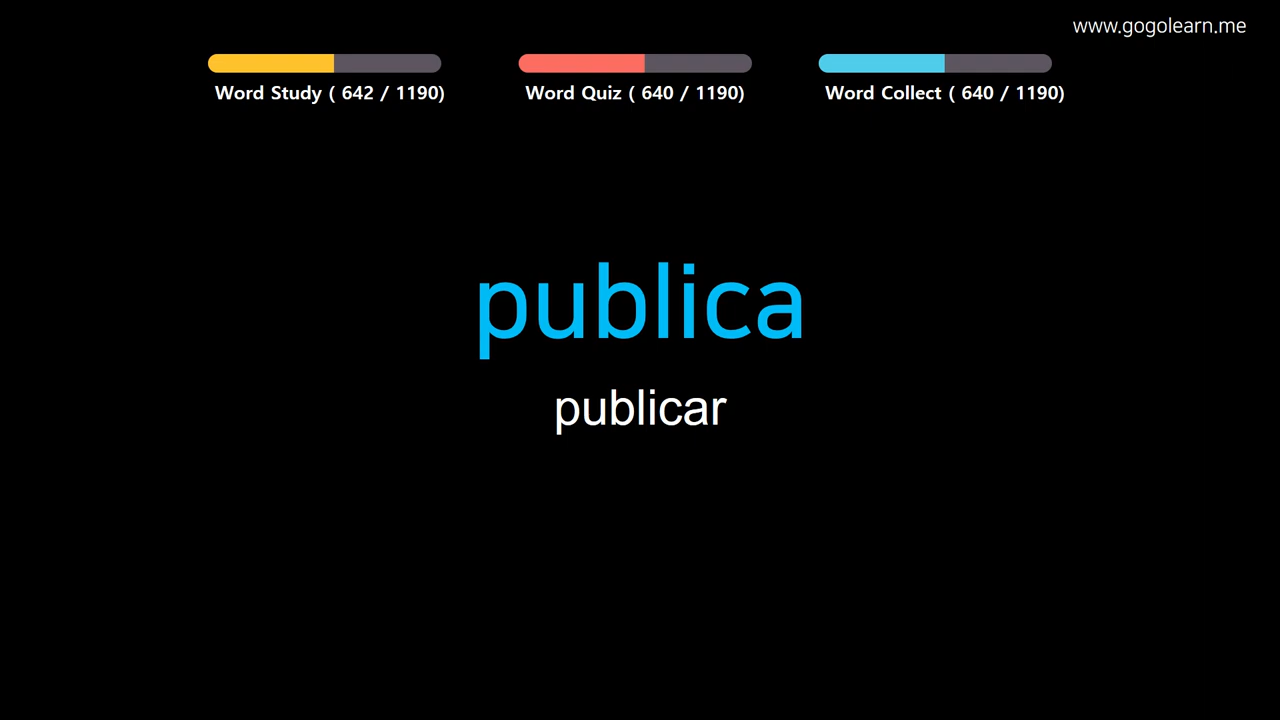 www.gogolearn.me
Word Study ( 642 / 1190)
Word Quiz ( 640 / 1190)
Word Collect ( 640 / 1190)
publica
publicar